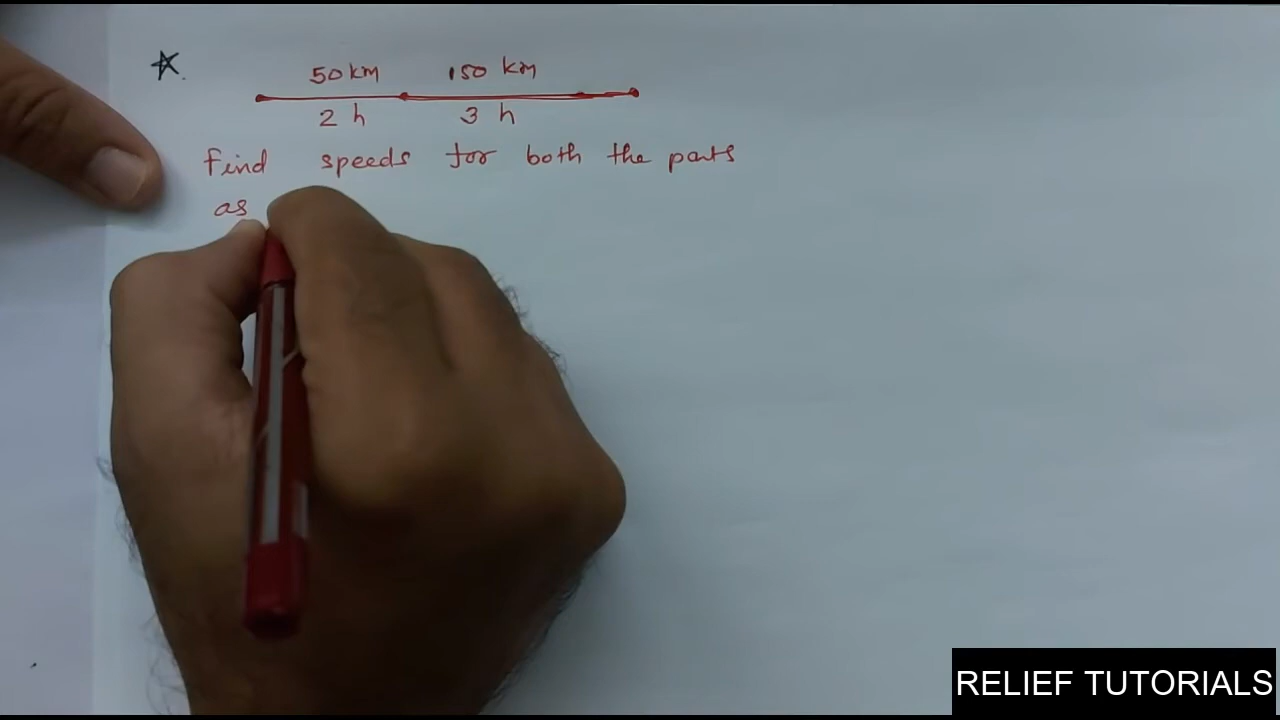 50 km 150 km
2 h 3 h
Find speeds for both the parts
as
RELIEF TUTORIALS